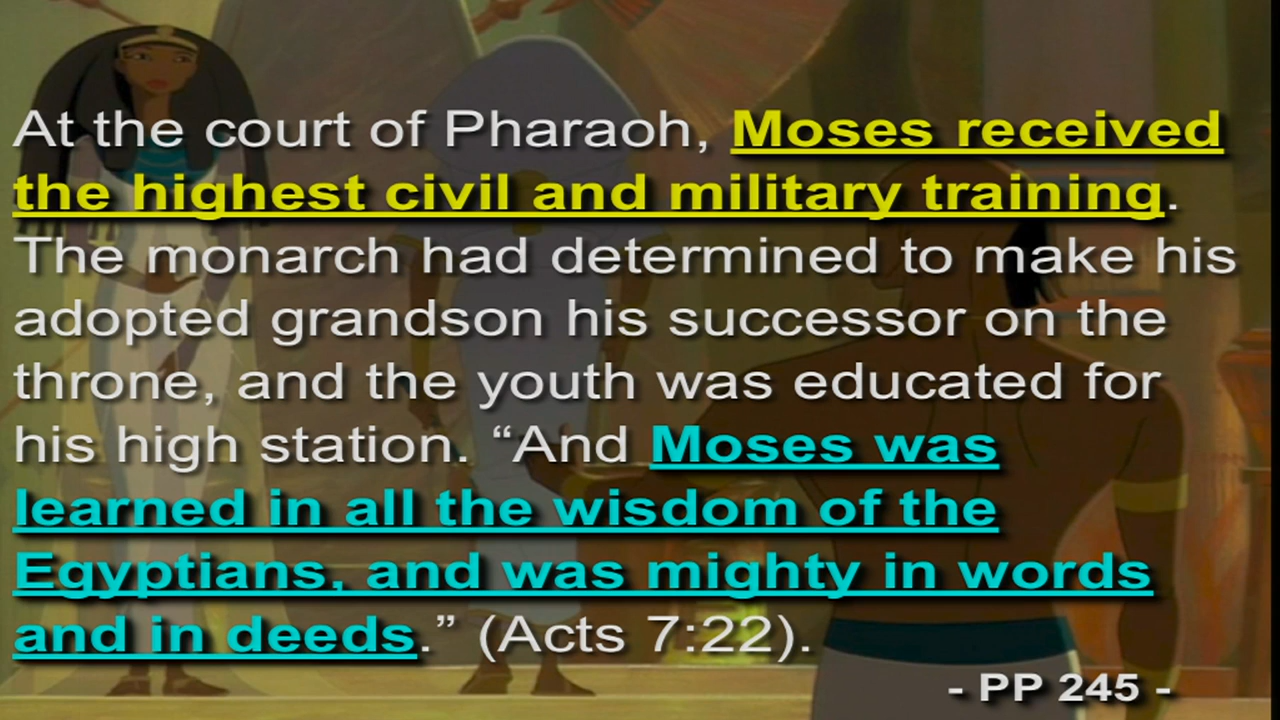 At the court of Pharaoh, Moses received
the highest civil and military training.
The monarch had determined to make his
adopted grandson his successor on the
throne, and the youth was educated for
his high station. “And Moses was
learned in all the wisdom of the
Egyptians, and was mighty in words
and in deeds.” (Acts 7:22).
- PP 245 -